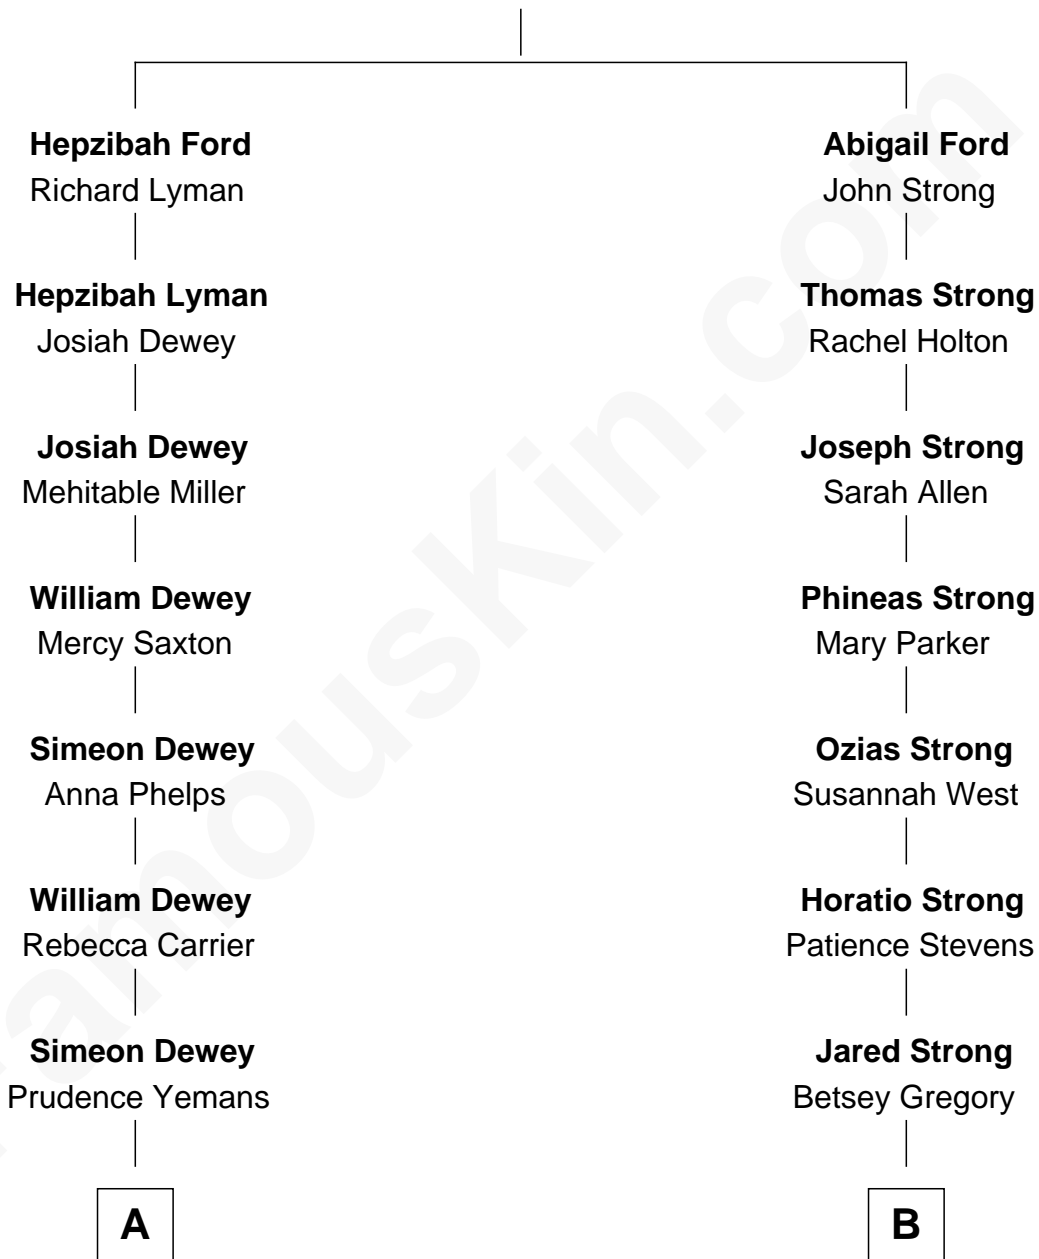 Hepzibah Ford
Richard Lyman
Hepzibah Lyman
Josiah Dewey
Josiah Dewey
Mehitable Miller
William Dewey
Mercy Saxton
Simeon Dewey
Anna Phelps
William Dewey
Rebecca Carrier
Simeon Dewey
Prudence Yemans
A
Abigail Ford
John Strong
Thomas Strong
Rachel Holton
Joseph Strong
Sarah Allen
Phineas Strong
Mary Parker
Ozias Strong
Susannah West
Horatio Strong
Patience Stevens
Jared Strong
Betsey Gregory
B
FamousKin.com